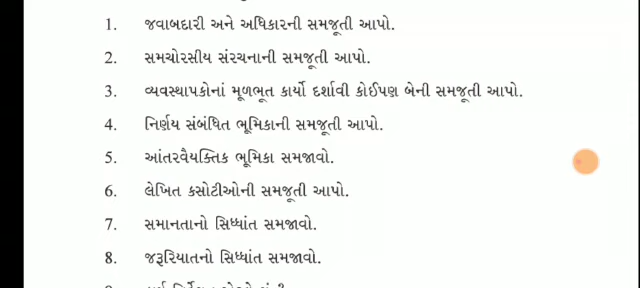 1. જવાબદારી અને અધિકારની સમજૂતી આપો.
2. સમચોરસીય સંરચનાની સમજૂતી આપો.
3. વ્યવસ્થાપકોનાં મૂળભૂત કાર્યો દર્શાવી કોઈપણ બેની સમજૂતી આપો.
4. નિર્ણય સંબંધિત ભૂમિકાની સમજૂતી આપો.
5. આંતરવૈયક્તિક ભૂમિકા સમજાવો.
6. લેખિત કસોટીઓની સમજૂતી આપો.
7. સમાનતાનો સિધ્ધાંત સમજાવો.
8. જરૂરિયાતનો સિધ્ધાંત સમજાવો.